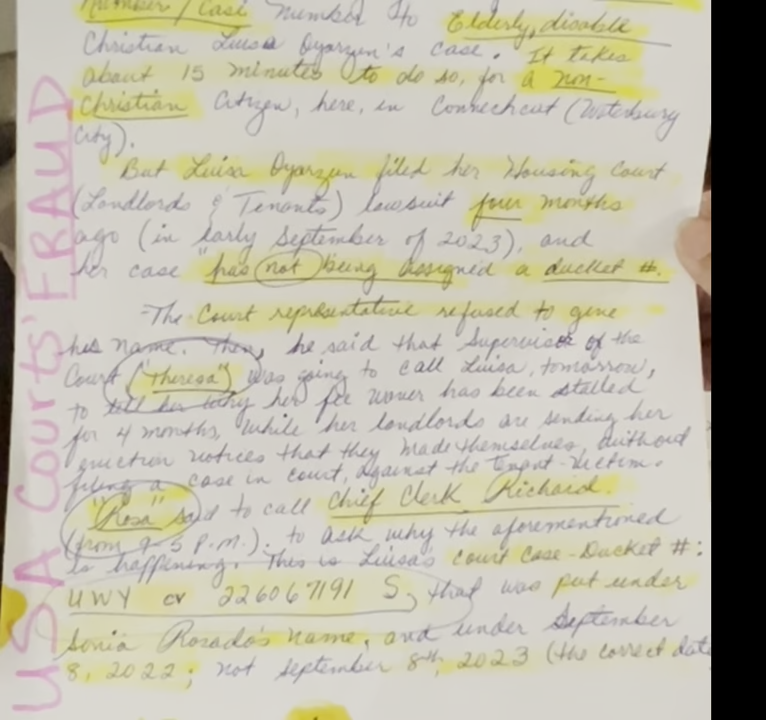 Number/Case number to Elderly, disable
Christian Luisa Oyarzun's case. It takes
about 15 minutes to do so, for a non-
Christian Citizen, here, in Connecticut (Waterbury
City).
But Luisa Oyarzun filed her Housing Court
(Landlords & Tenants) lawsuit four months
ago (in early September of 2023), and
her case "has not being assigned a docket #.
-The Court representative refused to give
his name. Then, he said that Supervisor of the
Court ("Theresa") was going to call Luisa, tomorrow,
to tell her why her fee waiver has been stalled
for 4 months, while her landlords are sending her
eviction notices that they made themselves, without
filing a case in court, against the Tenant-Victim.
"Rosa" said to call Chief Clerk Richard.
(from 9-5 P.M.). to ask why the aforementioned
is happening. This is Luisa's court case-Docket #:
UWY CV 226067191 S, that was put under
Sonia Rosado's name, and under September
8, 2022; not September 8th, 2023 (the correct date
USA Courts' FRAUD